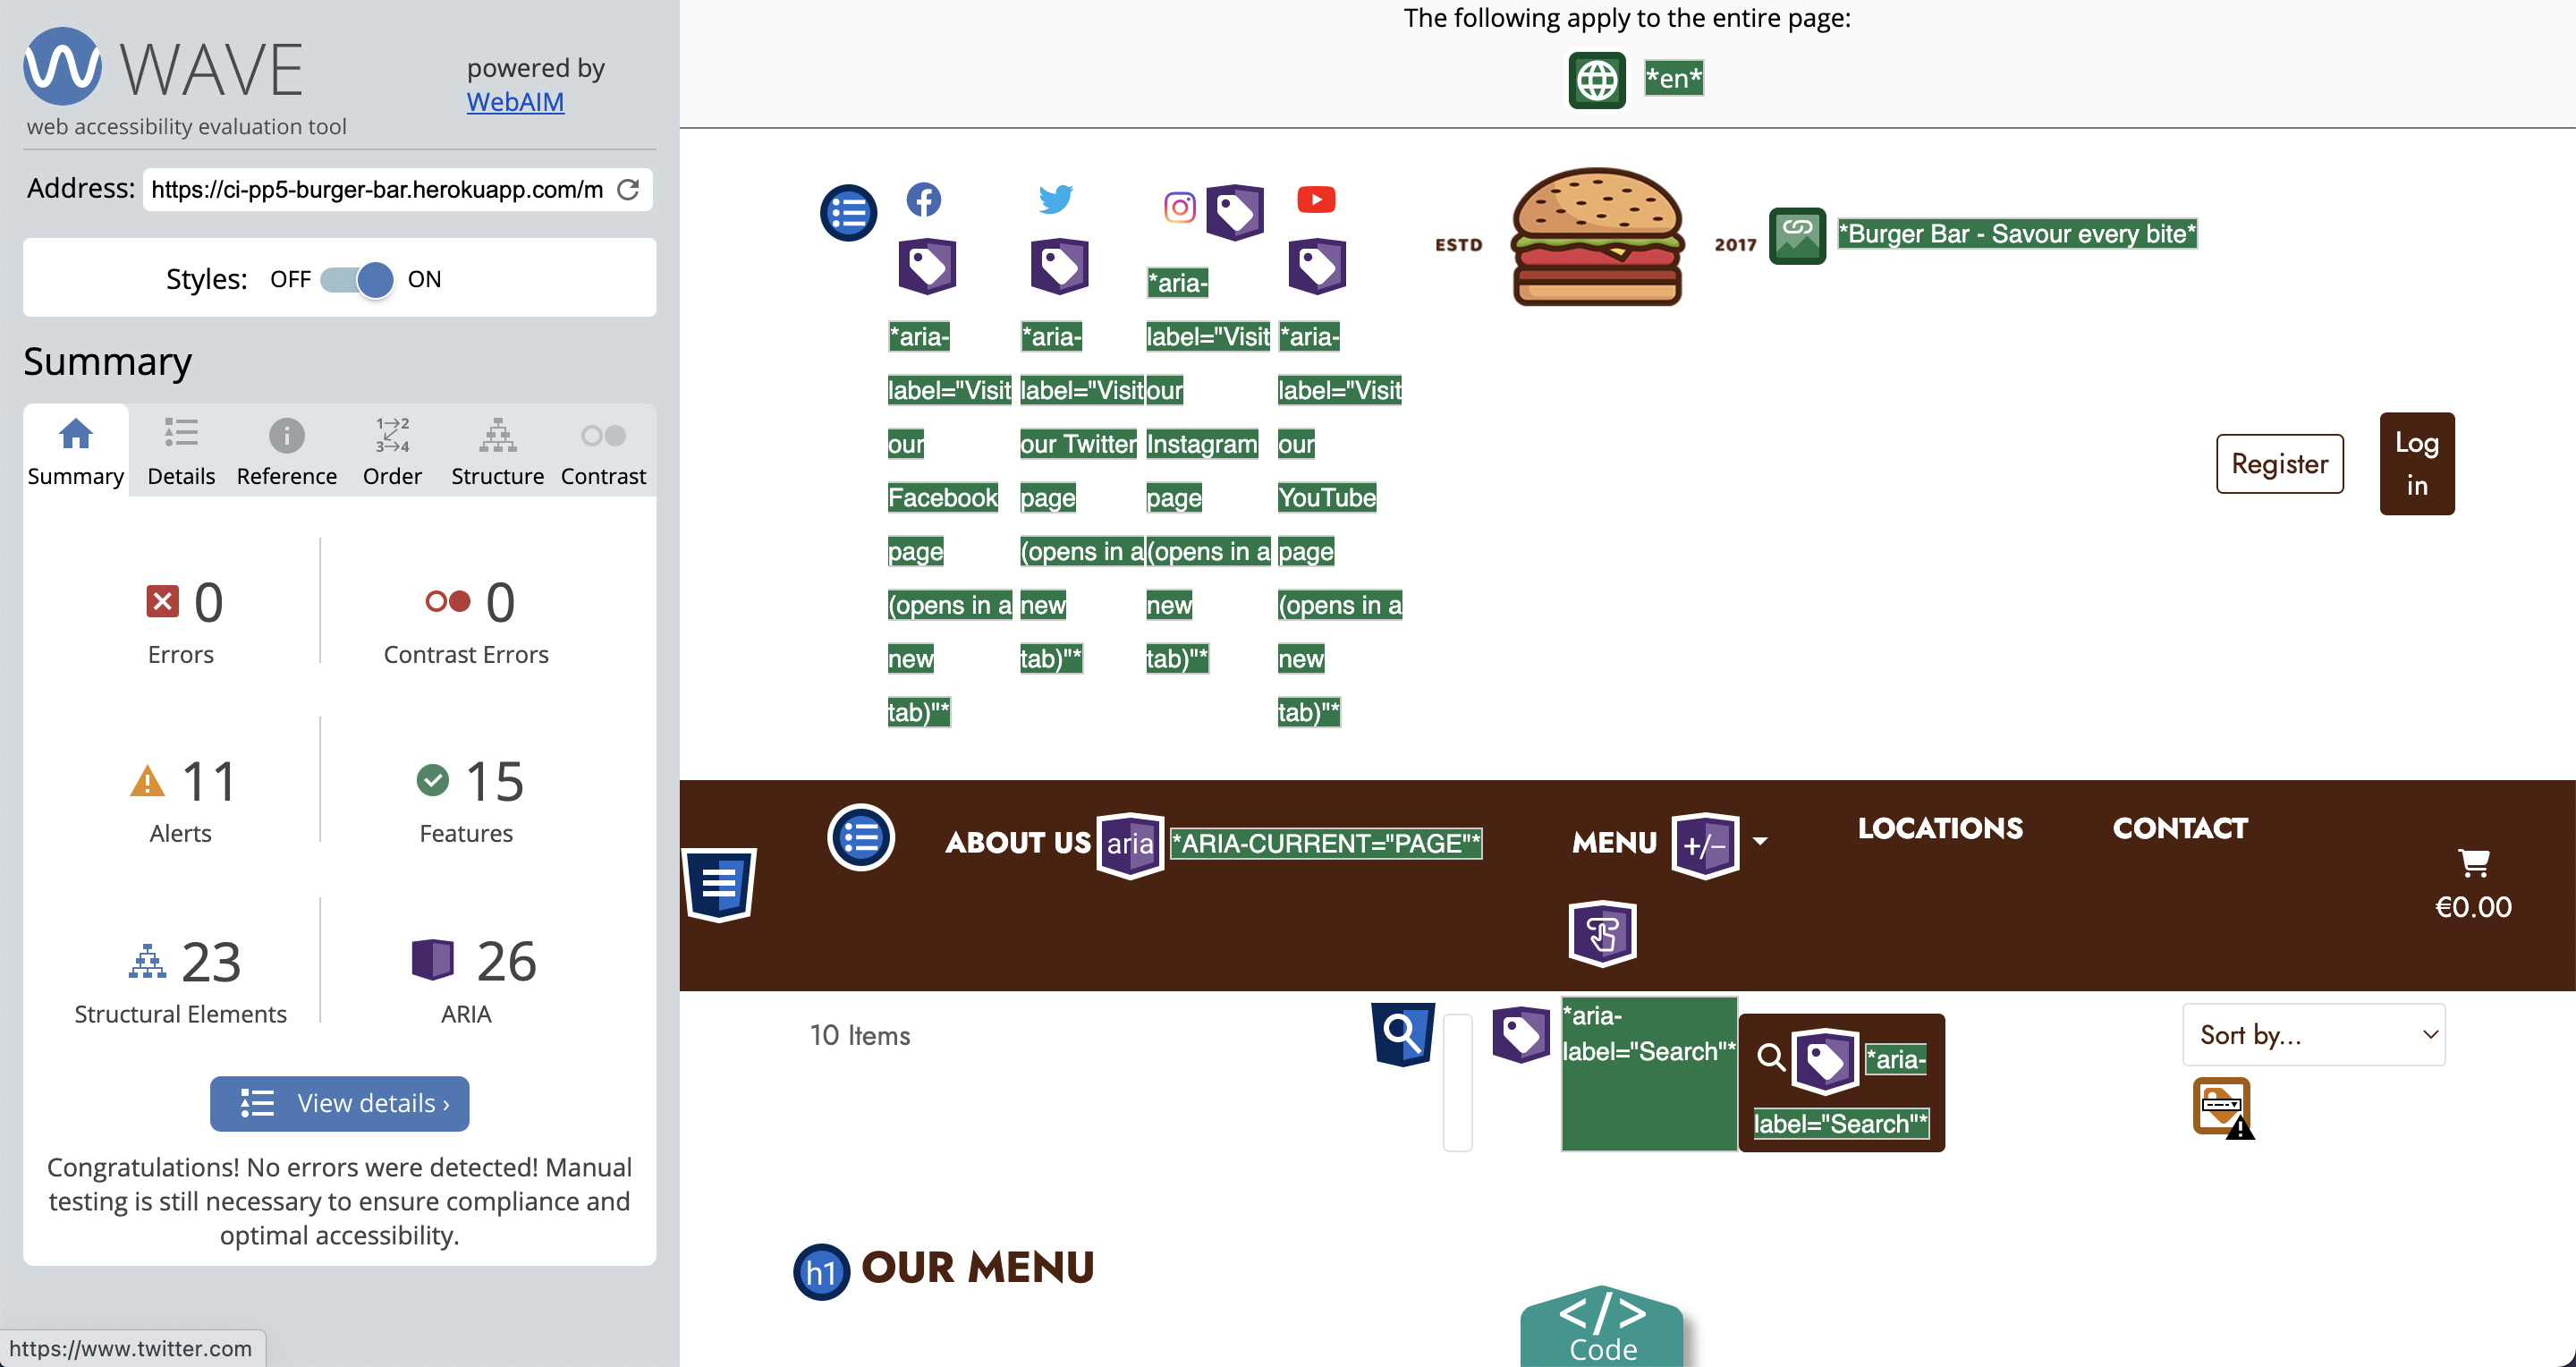 WAVE
powered by
WebAIM
web accessibility evaluation tool
Address: https://ci-pp5-burger-bar.herokuapp.com/m
Styles: OFF ON
Summary
1→2
3→4
Summary Details Reference Order Structure Contrast
0
Errors
0
Contrast Errors
11
Alerts
15
Features
23
Structural Elements
26
ARIA
View details ›
Congratulations! No errors were detected! Manual
testing is still necessary to ensure compliance and
optimal accessibility.
https://www.twitter.com
The following apply to the entire page:
*en*
*aria-
label="Visit
our
Facebook
page
(opens in a
new
tab)"*
*aria-
label="Visit
our Twitter
page
(opens in a
new
tab)"*
*aria-
label="Visit
our
Instagram
page
(opens in a
new
tab)"*
*aria-
label="Visit
our
YouTube
page
(opens in a
new
tab)"*
ESTD 2017
*Burger Bar - Savour every bite*
Register
Log
in
ABOUT US aria *ARIA-CURRENT="PAGE"* MENU +/− LOCATIONS CONTACT
€0.00
10 Items
*aria-
label="Search"*
*aria-
label="Search"*
Sort by...
h1 OUR MENU
</>
Code